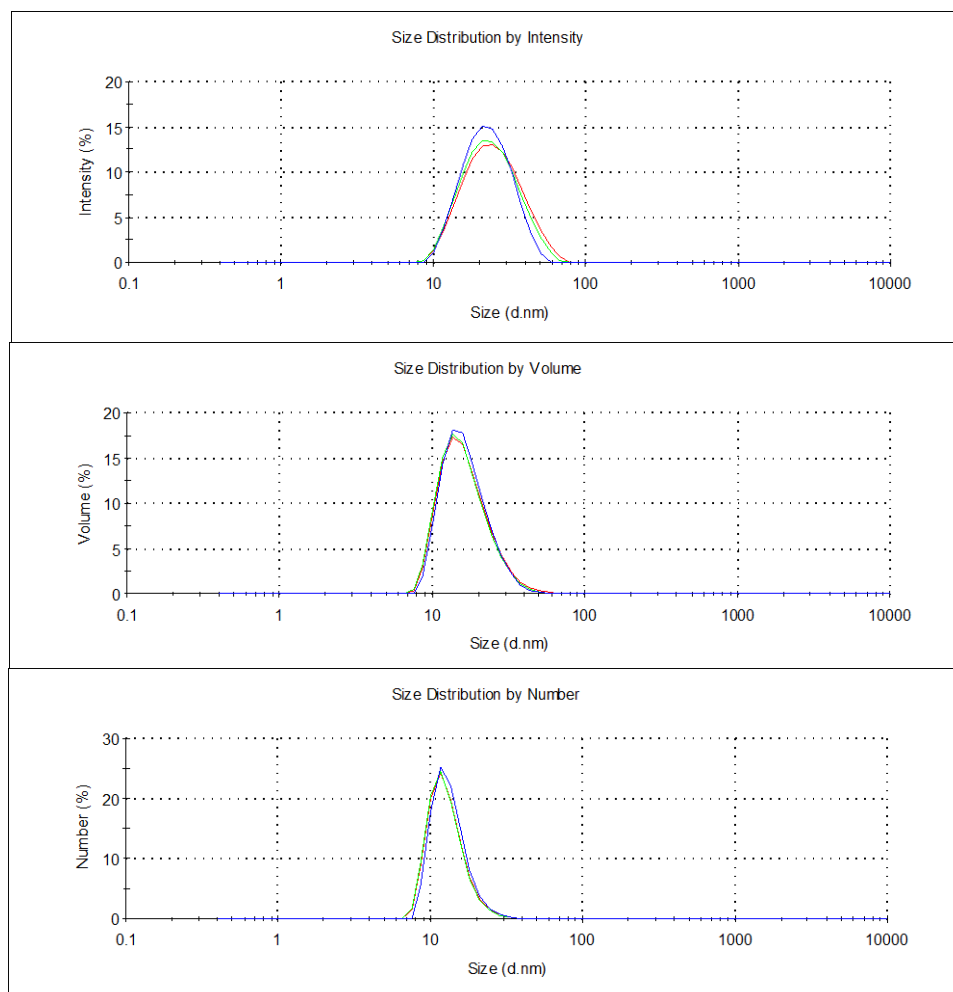 Size Distribution by Intensity
20
15
10
5
0
Intensity (%)
0.1 1 10 100 1000 10000
Size (d.nm)
Size Distribution by Volume
20
15
10
5
0
Volume (%)
0.1 1 10 100 1000 10000
Size (d.nm)
Size Distribution by Number
30
20
10
0
Number (%)
0.1 1 10 100 1000 10000
Size (d.nm)